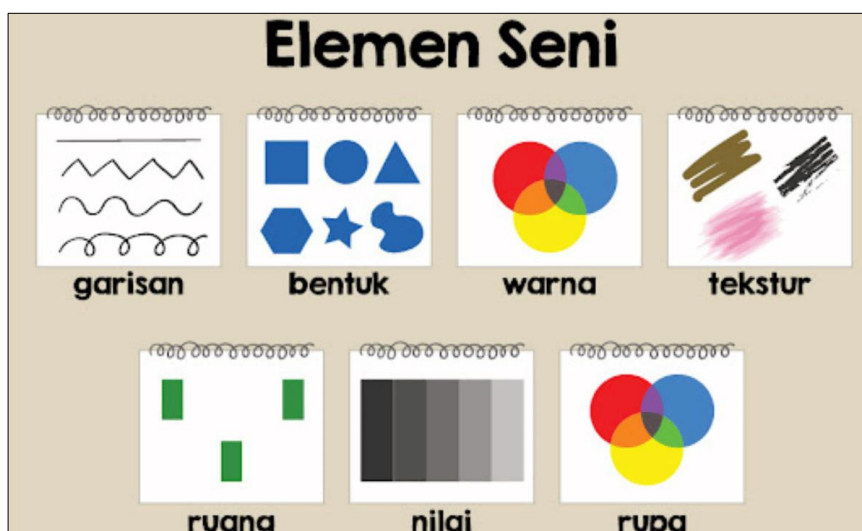 Elemen Seni
garisan bentuk warna tekstur
ruang nilai rupa